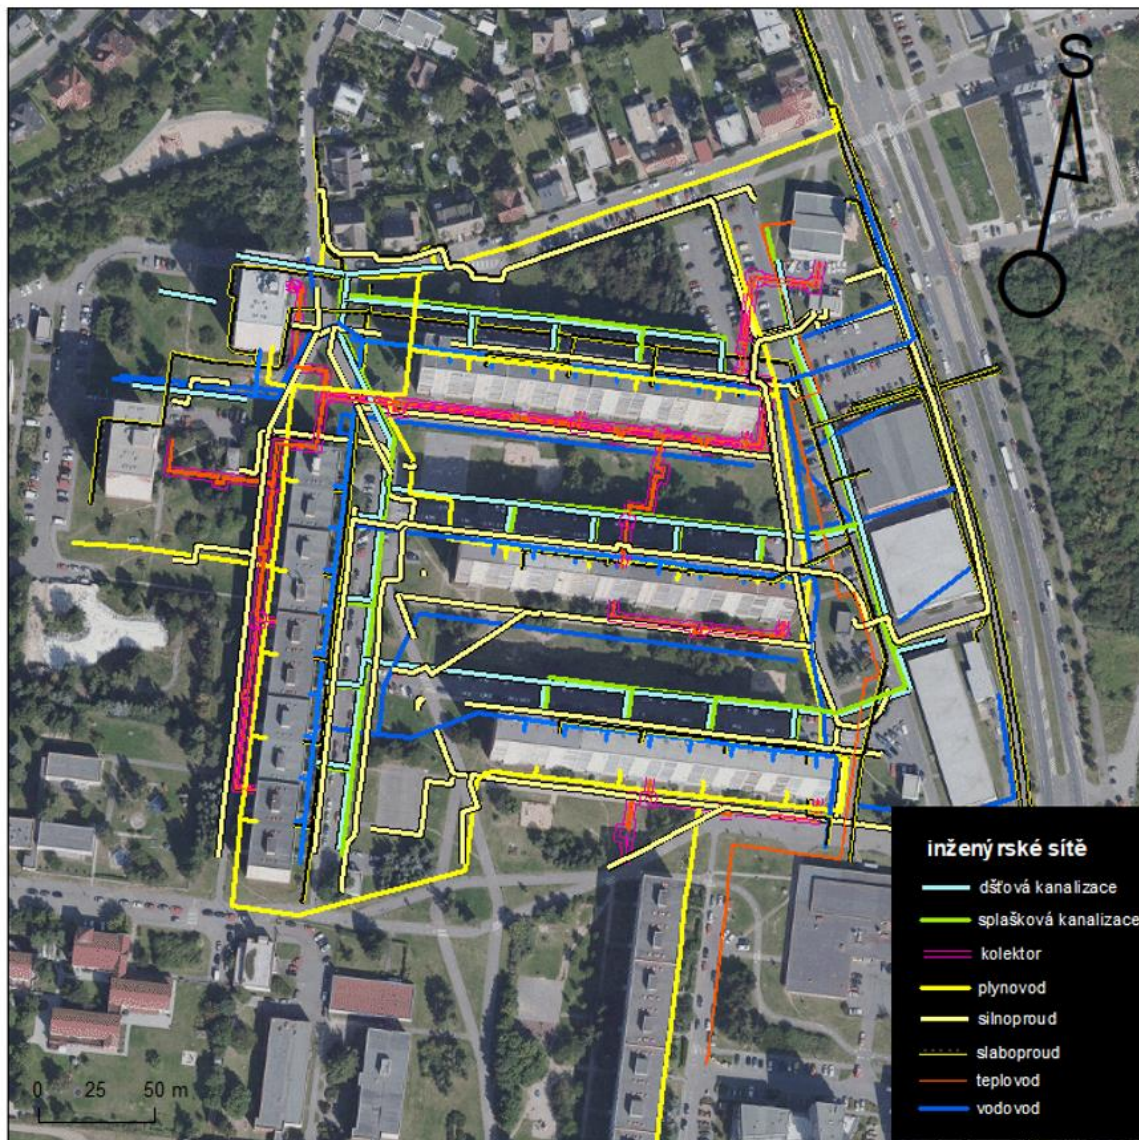 S
inženýrské sítě
dšťová kanalizace
splašková kanalizace
kolektor
plynovod
silnoproud
slaboproud
teplovod
vodovod
0 25 50 m